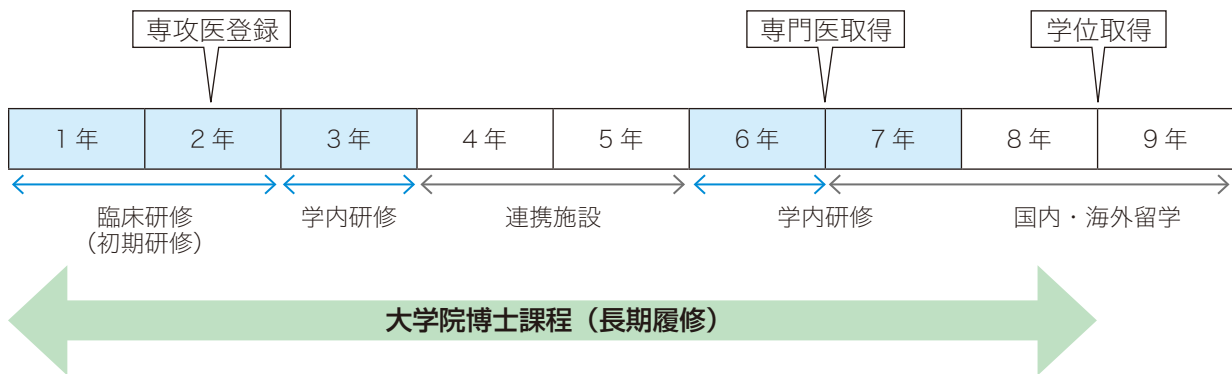 専攻医登録
専門医取得
学位取得
1 年
2 年
3 年
4 年
5 年
6 年
7 年
8 年
9 年
臨床研修
（初期研修）
学内研修
連携施設
学内研修
国内・海外留学
大学院博士課程（長期履修）